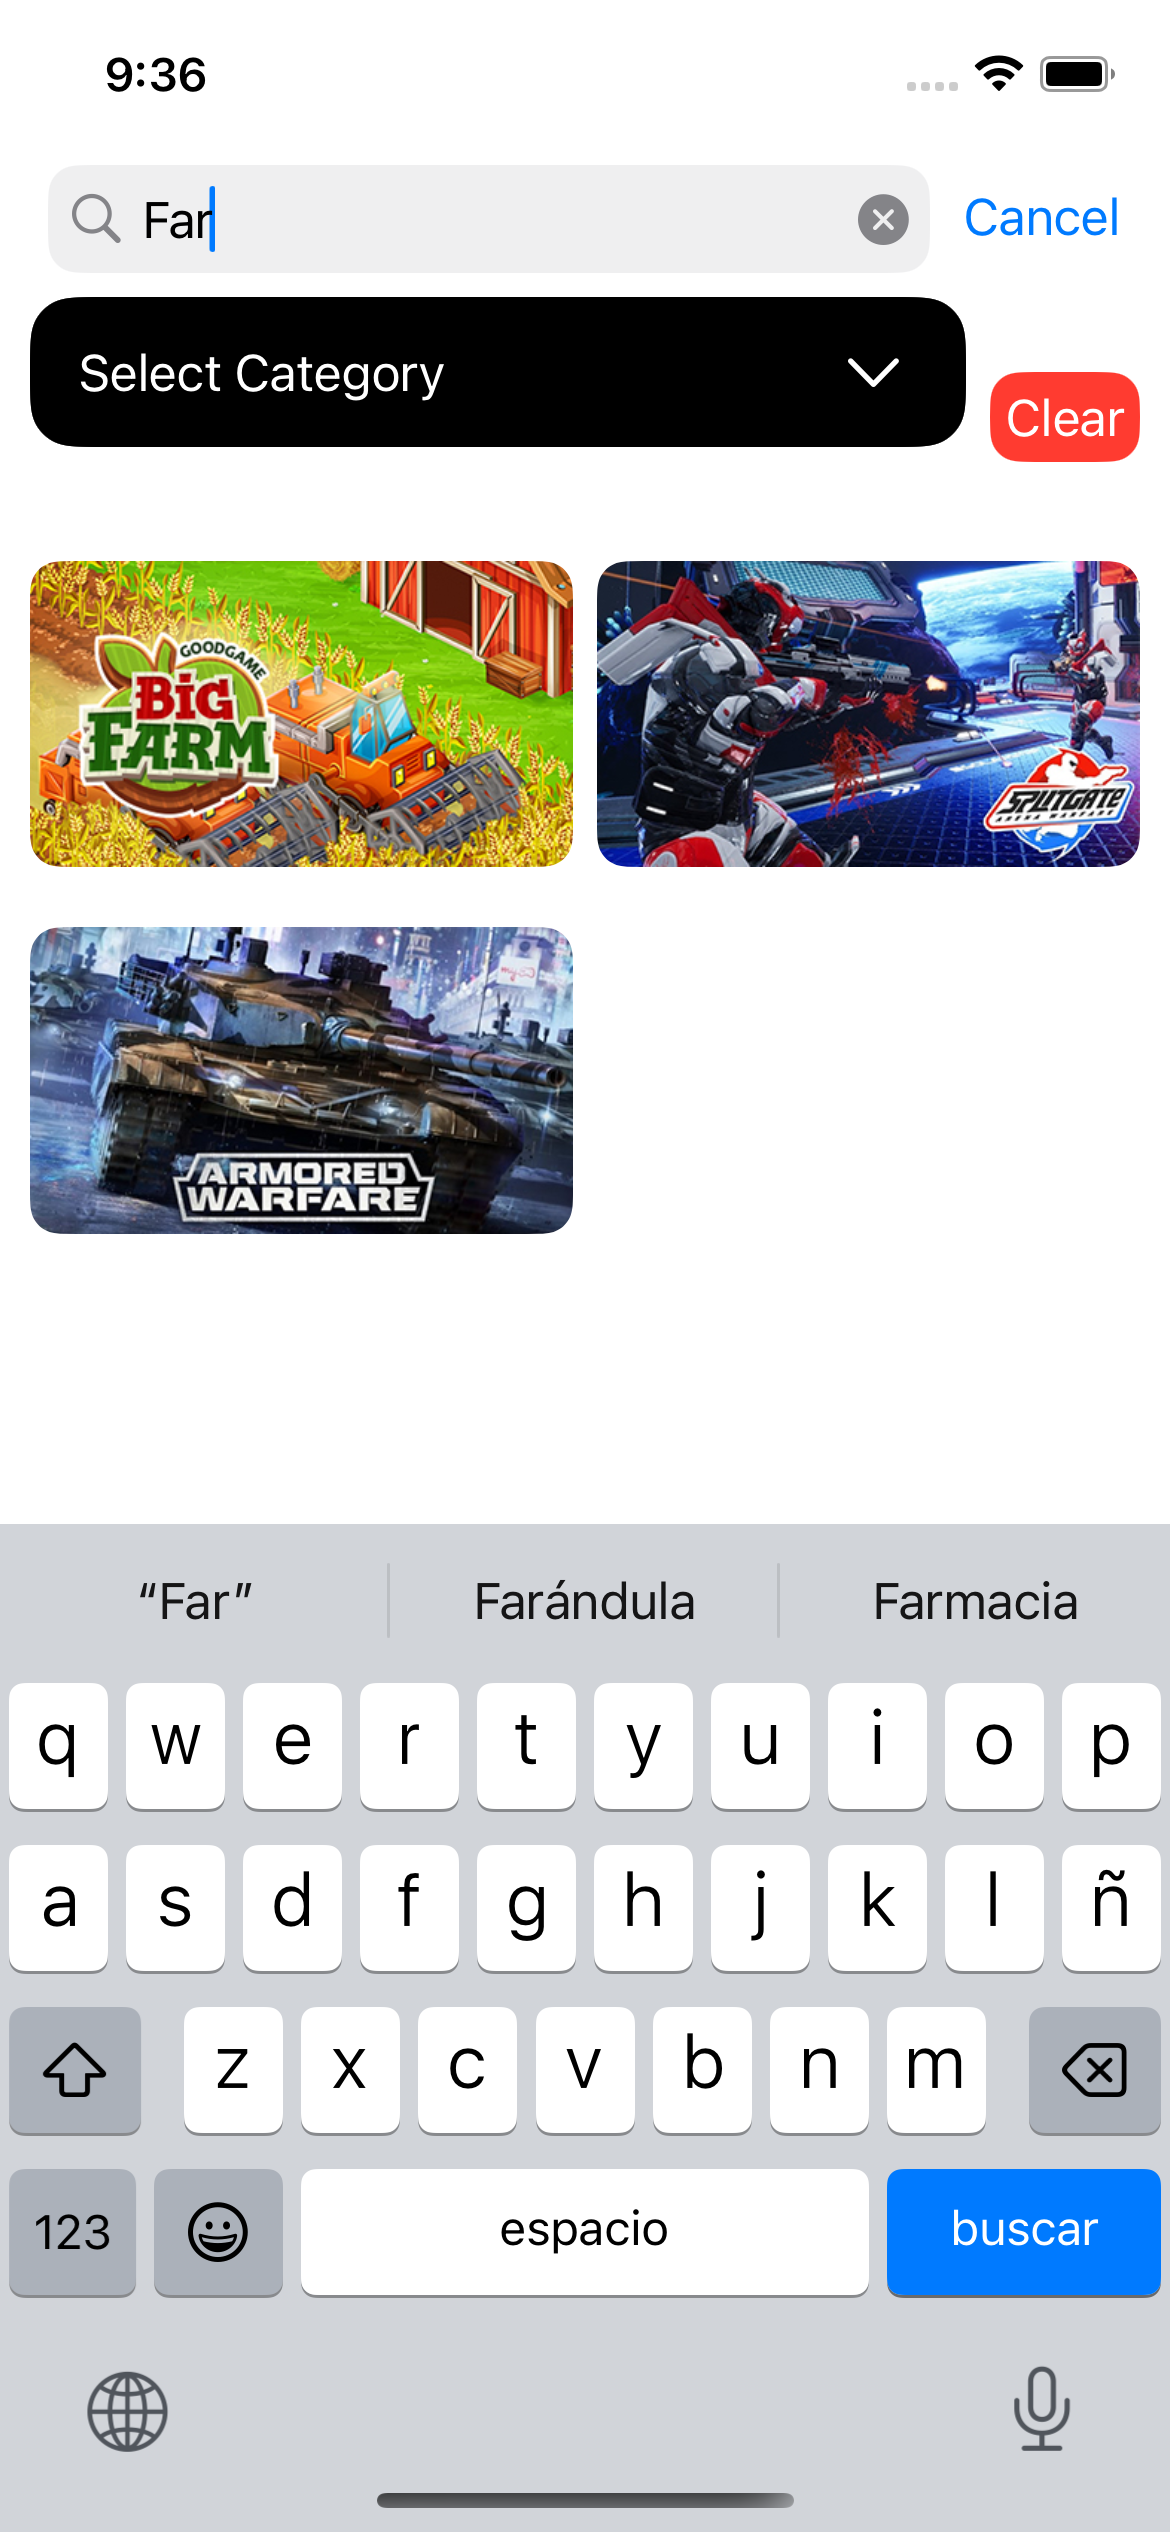 9:36
Far
Cancel
Select Category
Clear
GOODGAME
BiG
FARM
SPLITGATE
ARENA WARFARE
ARMORED
WARFARE
“Far”
Farándula
Farmacia
q w e r t y u i o p
a s d f g h j k l ñ
z x c v b n m
123
espacio
buscar